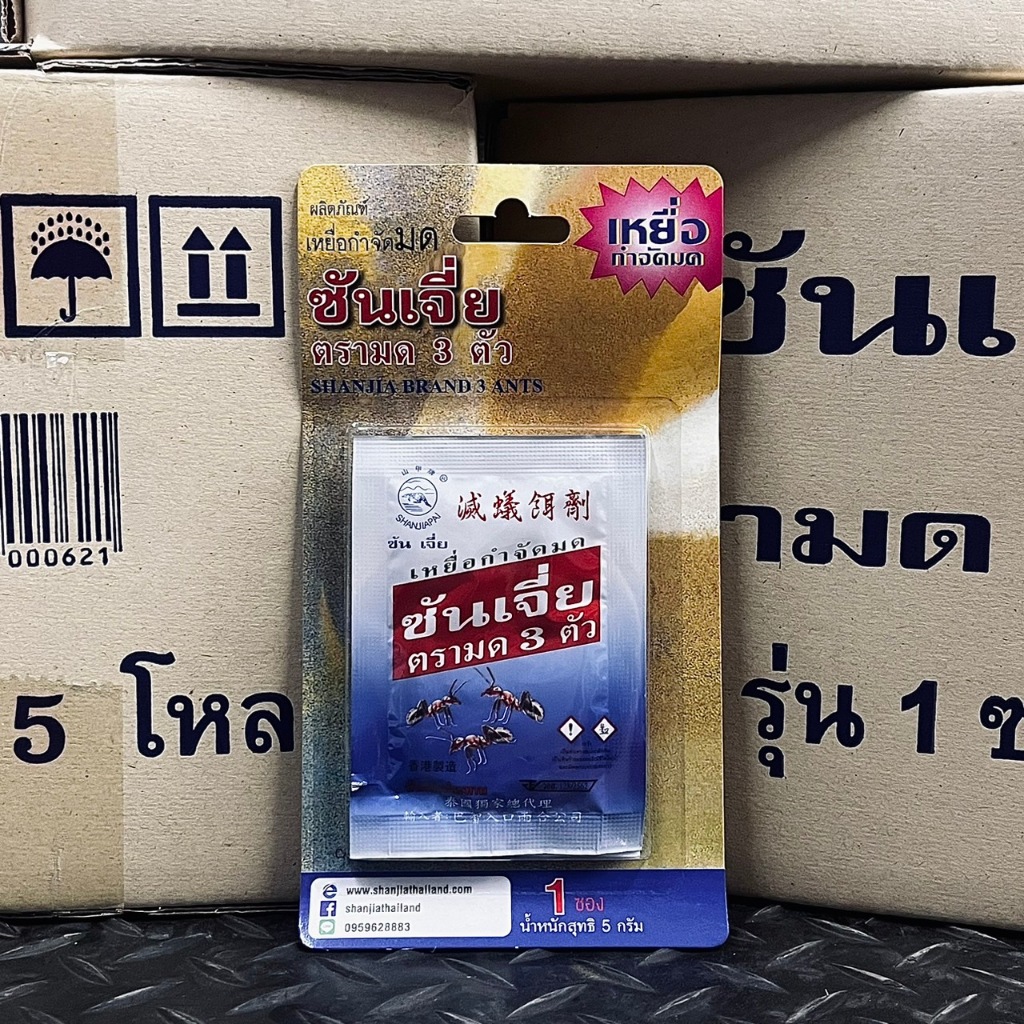 ผลิตภัณฑ์
เหยื่อกำจัดมด
ซันเจี่ย
ตรามด 3 ตัว
SHANJIA BRAND 3 ANTS
เหยื่อ
กำจัดมด
山甲牌
®
SHANJIAPAI
滅蟻餌劑
ซัน เจี่ย
เหยื่อกำจัดมด
ซันเจี่ย
ตรามด 3 ตัว
香港製造
泰國獨家總代理
www.shanjiathailand.com
shanjiathailand
0959628883
1 ซอง
น้ำหนักสุทธิ 5 กรัม
000621
5 โหล
ซันเ
ามด
รุ่น 1 ซ